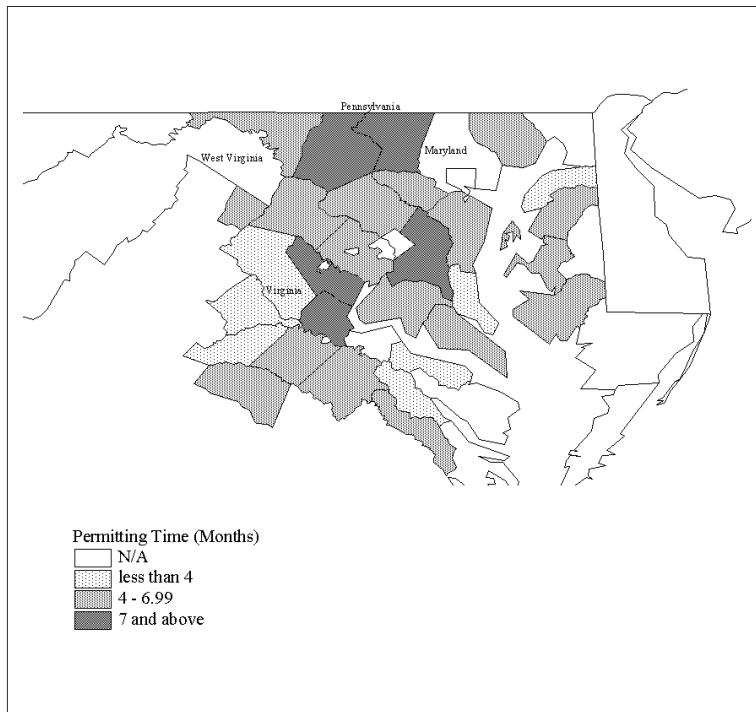 Pennsylvania
Maryland
West Virginia
Virginia
Permitting Time (Months)
N/A
less than 4
4 - 6.99
7 and above